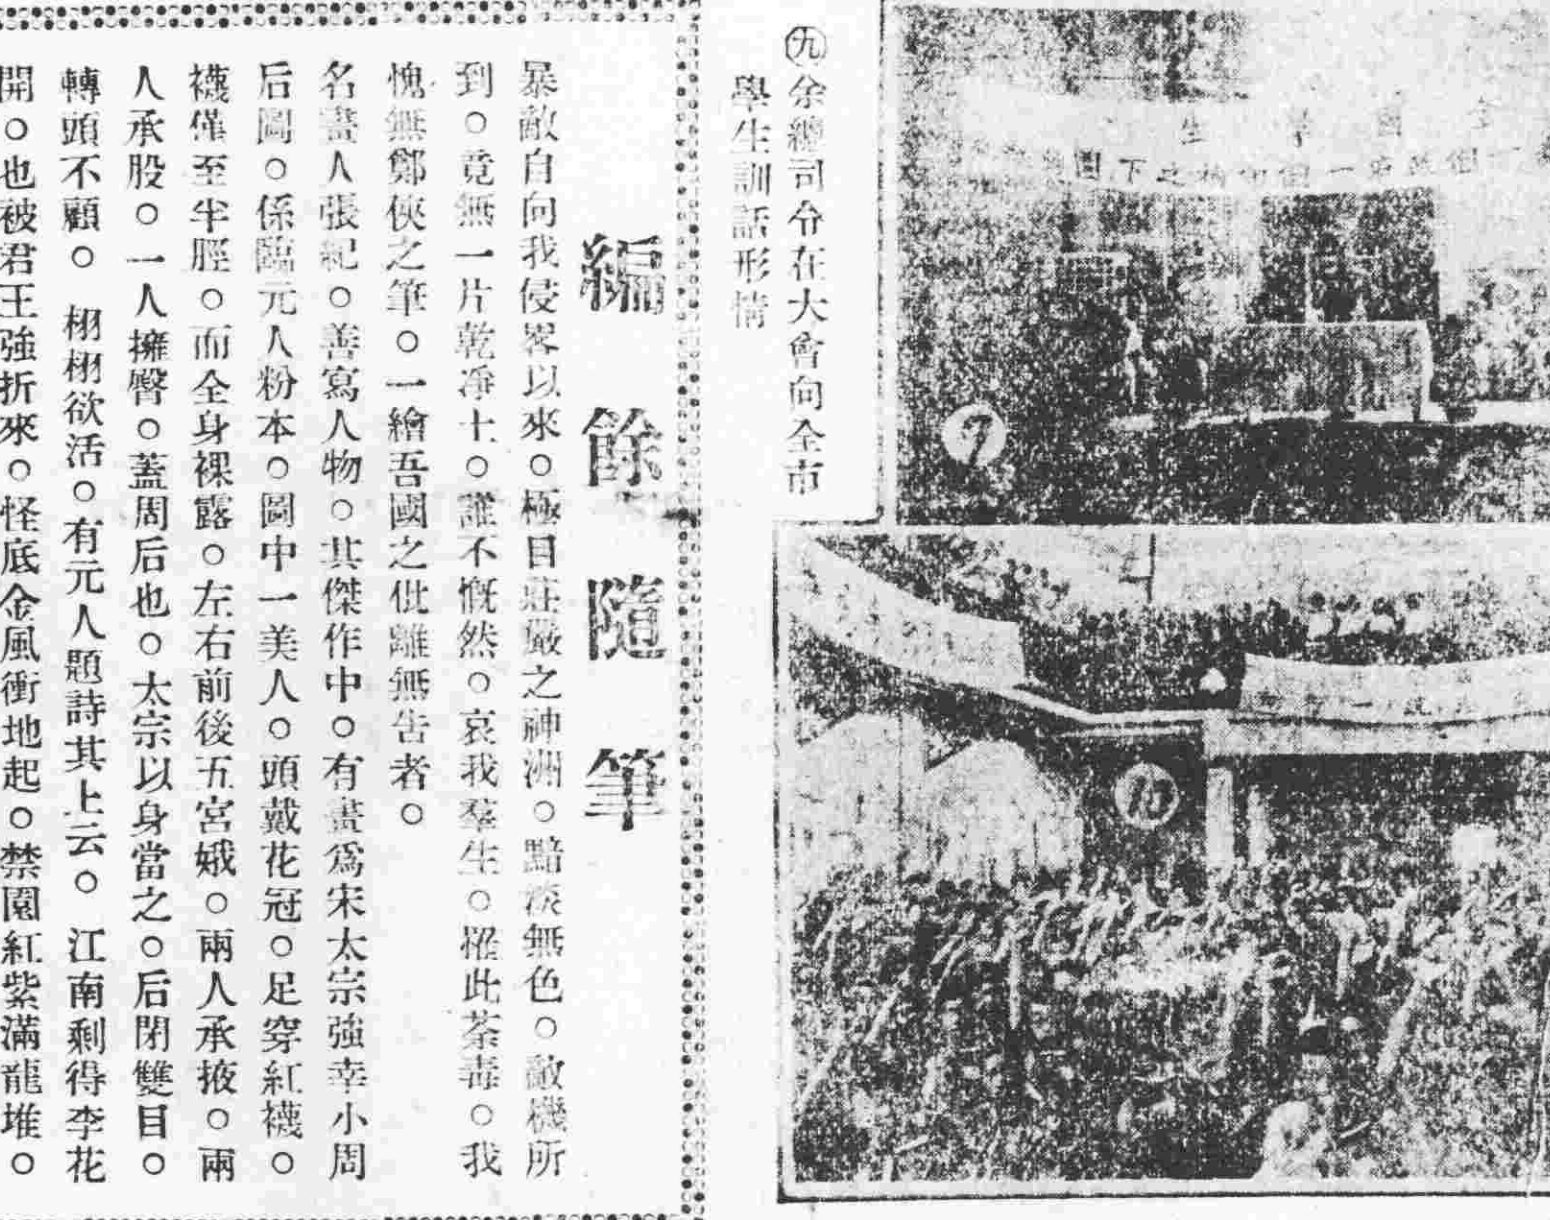 ㊈余總司令在大會向全市
學生訓話形情
編餘隨筆
暴敵自向我侵畧以來。極目莊嚴之神洲。黯淡無色。敵機所
到。竟無一片乾凈土。誰不慨然。哀我羣生。罹此荼毒。我
愧無鄭俠之筆。一繪吾國之仳離無告者。
名畫人張紀。善寫人物。其傑作中。有畫爲宋太宗強幸小周
后圖。係臨元人粉本。圖中一美人。頭戴花冠。足穿紅襪。
襪僅至半脛。而全身裸露。左右前後五宮娥。兩人承掖。兩
人承股。一人擁臀。蓋周后也。太宗以身當之。后閉雙目。
轉頭不顧。栩栩欲活。有元人題詩其上云。江南剩得李花
開。也被君王強折來。怪底金風衝地起。禁園紅紫滿龍堆。